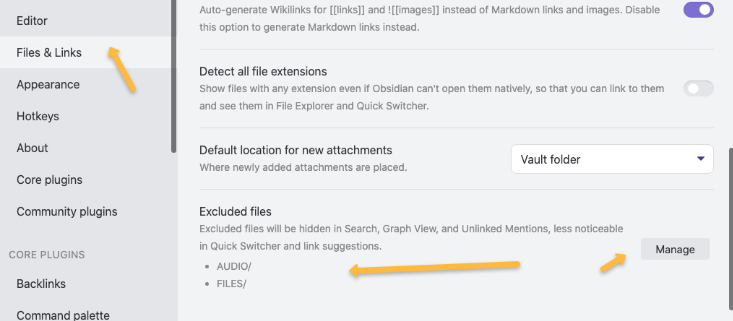 Editor
Files & Links
Appearance
Hotkeys
About
Core plugins
Community plugins
CORE PLUGINS
Backlinks
Command palette
Auto-generate Wikilinks for [[links]] and ![[images]] instead of Markdown links and images. Disable
this option to generate Markdown links instead.
Detect all file extensions
Show files with any extension even if Obsidian can't open them natively, so that you can link to them
and see them in File Explorer and Quick Switcher.
Default location for new attachments
Where newly added attachments are placed.
Vault folder
Excluded files
Excluded files will be hidden in Search, Graph View, and Unlinked Mentions, less noticeable
in Quick Switcher and link suggestions.
• AUDIO/
• FILES/
Manage